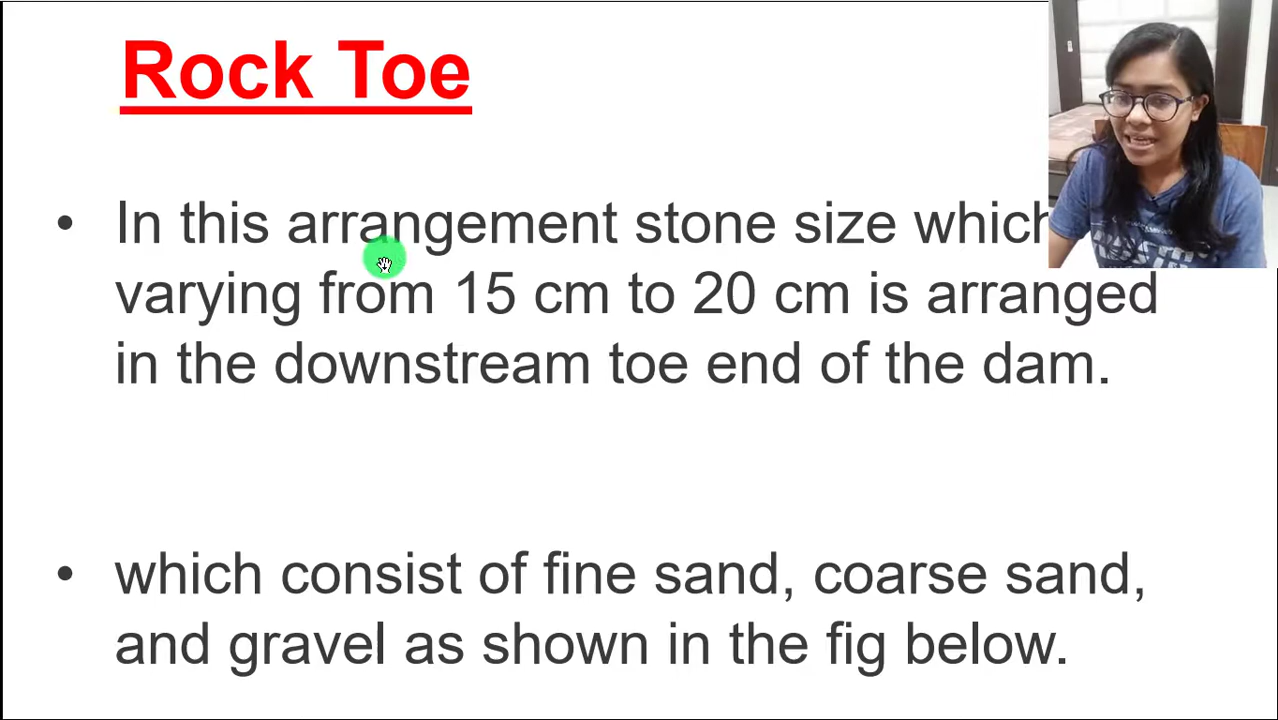 Rock Toe
• In this arrangement stone size which
varying from 15 cm to 20 cm is arranged
in the downstream toe end of the dam.
• which consist of fine sand, coarse sand,
and gravel as shown in the fig below.